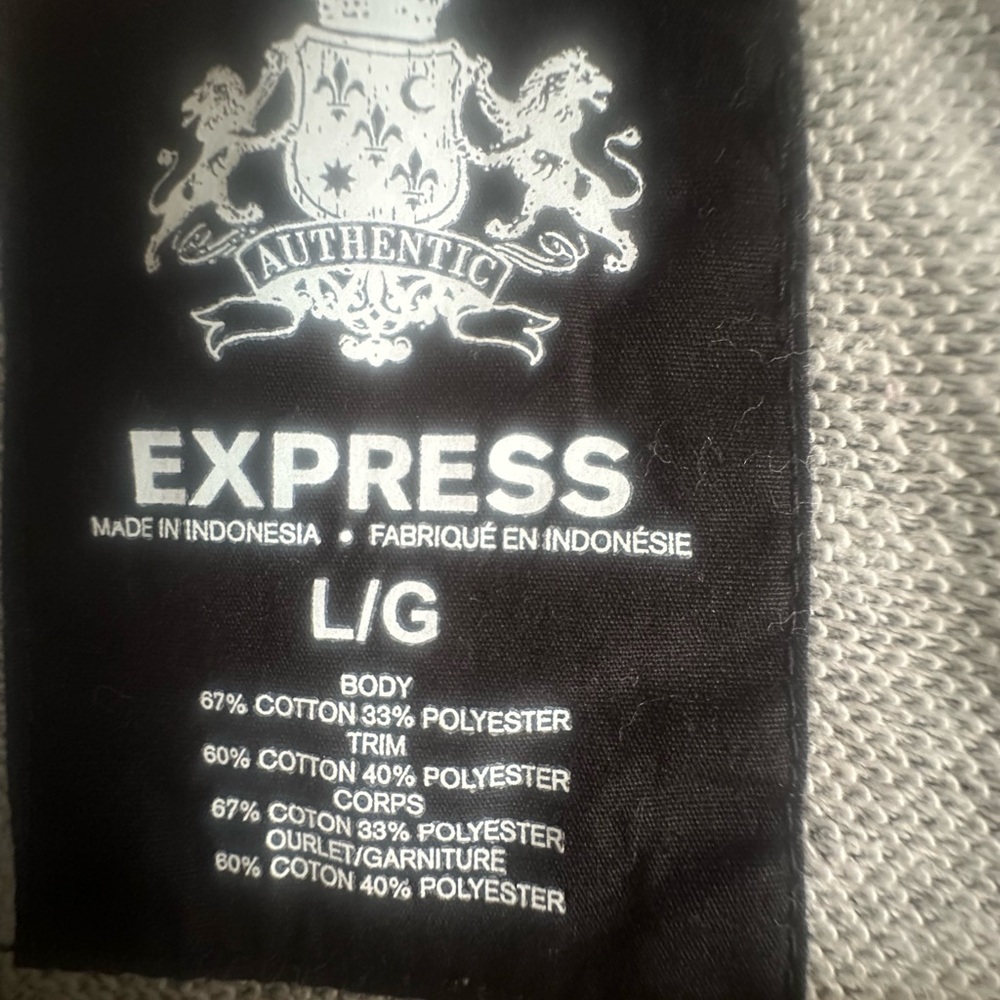 AUTHENTIC
EXPRESS
MADE IN INDONESIA • FABRIQUÉ EN INDONÉSIE
L/G
BODY
67% COTTON 33% POLYESTER
TRIM
60% COTTON 40% POLYESTER
CORPS
67% COTON 33% POLYESTER
OURLET/GARNITURE
60% COTON 40% POLYESTER